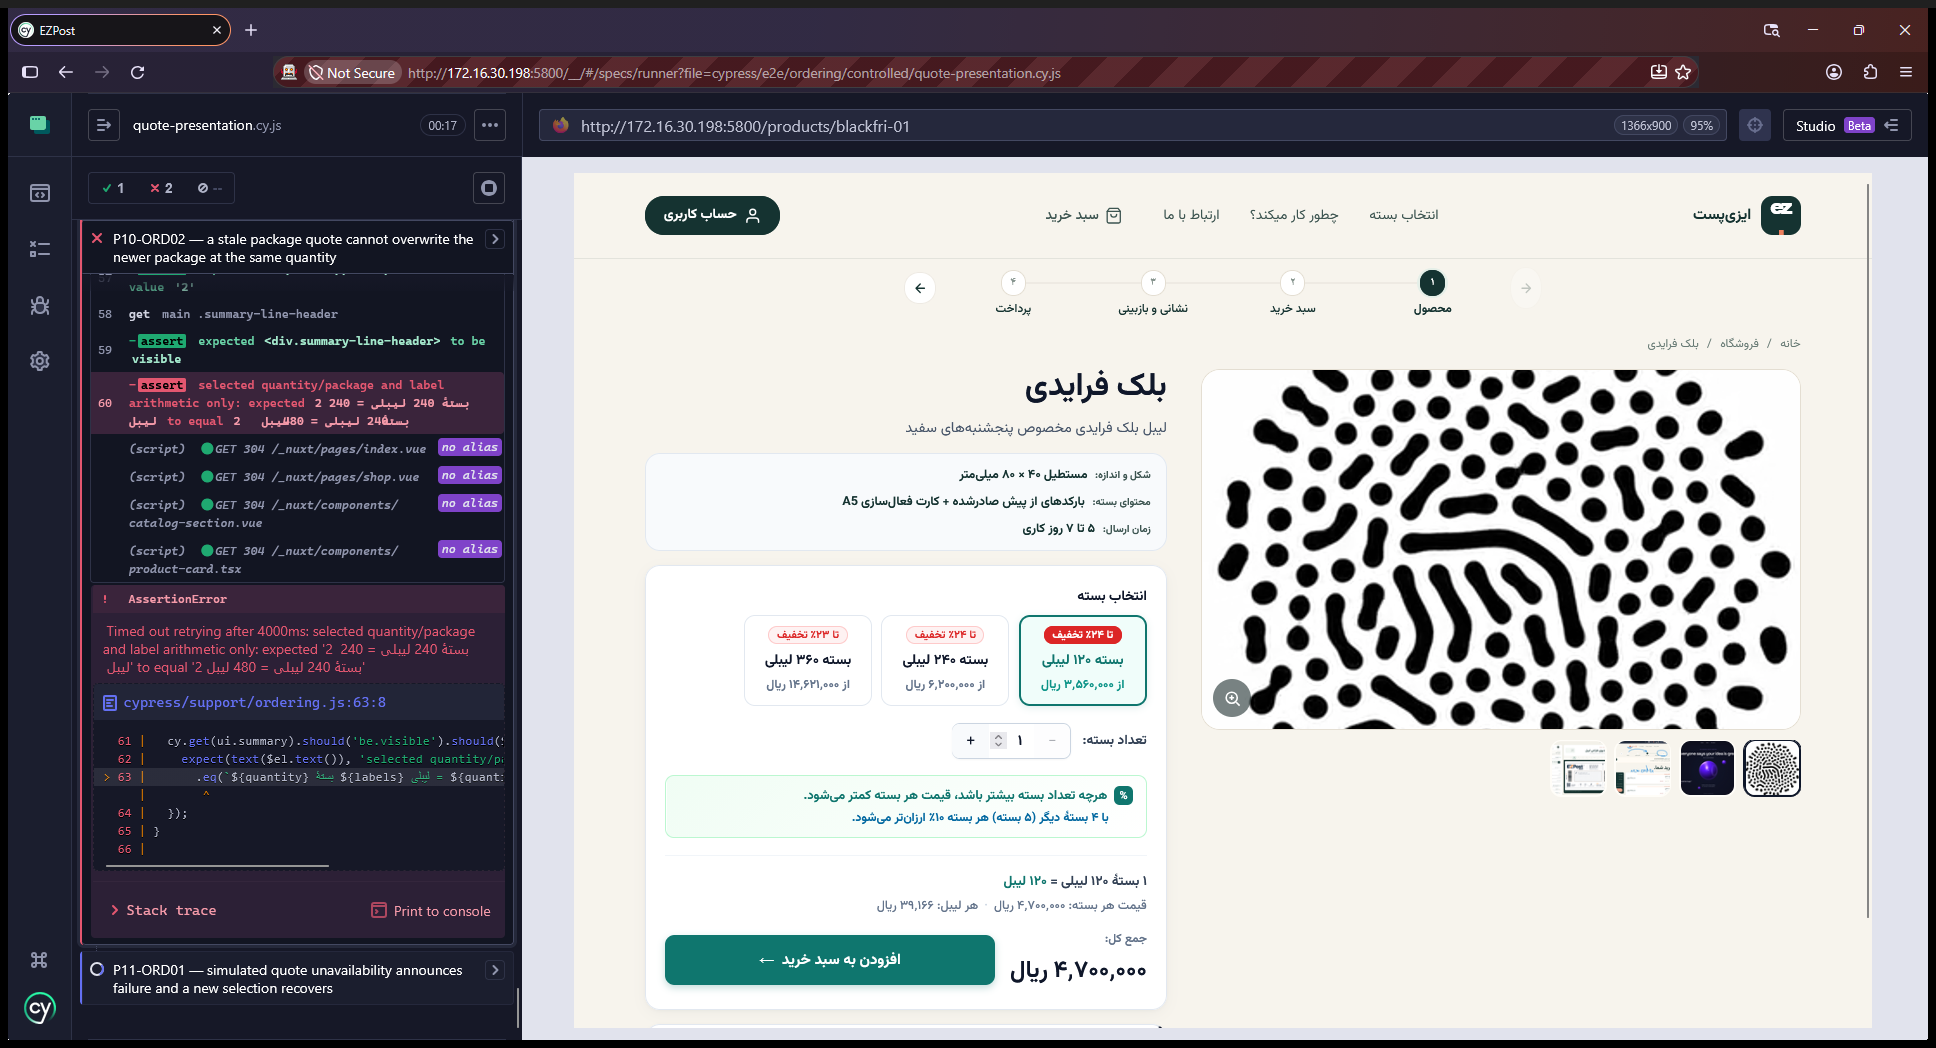 EZPost
Not Secure http://172.16.30.198:5800/__/#/specs/runner?file=cypress/e2e/ordering/controlled/quote-presentation.cy.js
quote-presentation.cy.js 00:17
1 2 --
P10-ORD02 — a stale package quote cannot overwrite the
newer package at the same quantity
value '2'
58 get main .summary-line-header
59 -assert expected <div.summary-line-header> to be
visible
-assert selected quantity/package and label
60 arithmetic only: expected 2 بستهٔ 240 لیبلی = 240
لیبل to equal 2 بستهٔ 240 لیبلی = 480 لیبل
(script) GET 304 /_nuxt/pages/index.vue no alias
(script) GET 304 /_nuxt/pages/shop.vue no alias
(script) GET 304 /_nuxt/components/ no alias
catalog-section.vue
(script) GET 304 /_nuxt/components/ no alias
product-card.tsx
! AssertionError
Timed out retrying after 4000ms: selected quantity/package
and label arithmetic only: expected '2 بستهٔ 240 لیبلی = 240
لیبل' to equal '2 بستهٔ 240 لیبلی = 480 لیبل'
cypress/support/ordering.js:63:8
61 | cy.get(ui.summary).should('be.visible').should(
62 | expect(text($el.text()), 'selected quantity/pa
> 63 | .eq(`${quantity} بستهٔ ${labels} لیبلی = ${quanti
| ^
64 | });
65 | }
66 |
Stack trace
Print to console
P11-ORD01 — simulated quote unavailability announces
failure and a new selection recovers
cy
http://172.16.30.198:5800/products/blackfri-01 1366x900 95% Studio Beta
ez
ایزی‌پست
انتخاب بسته
چطور کار میکند؟
ارتباط با ما
سبد خرید
حساب کاربری
۱ ۲ ۳ ۴
محصول
سبد خرید
نشانی و بازبینی
پرداخت
خانه / فروشگاه / بلک فرایدی
بلک فرایدی
لیبل بلک فرایدی مخصوص پنجشنبه‌های سفید
شکل و اندازه: مستطیل ۴۰ × ۸۰ میلی‌متر
محتوای بسته: بارکدهای از پیش صادرشده + کارت فعال‌سازی A5
زمان ارسال: ۵ تا ۷ روز کاری
انتخاب بسته
تا ۲۴٪ تخفیف
بسته ۱۲۰ لیبلی
از ۳,۵۶۰,۰۰۰ ریال
تا ۲۴٪ تخفیف
بسته ۲۴۰ لیبلی
از ۶,۲۰۰,۰۰۰ ریال
تا ۲۳٪ تخفیف
بسته ۳۶۰ لیبلی
از ۱۴,۶۲۱,۰۰۰ ریال
تعداد بسته: − ۱ +
% هرچه تعداد بسته بیشتر باشد، قیمت هر بسته کمتر می‌شود.
با ۴ بستهٔ دیگر (۵ بسته) هر بسته ۱۰٪ ارزان‌تر می‌شود.
۱ بستهٔ ۱۲۰ لیبلی = ۱۲۰ لیبل
قیمت هر بسته: ۴,۷۰۰,۰۰۰ ریال · هر لیبل: ۳۹,۱۶۶ ریال
جمع کل:
۴,۷۰۰,۰۰۰ ریال
افزودن به سبد خرید ←